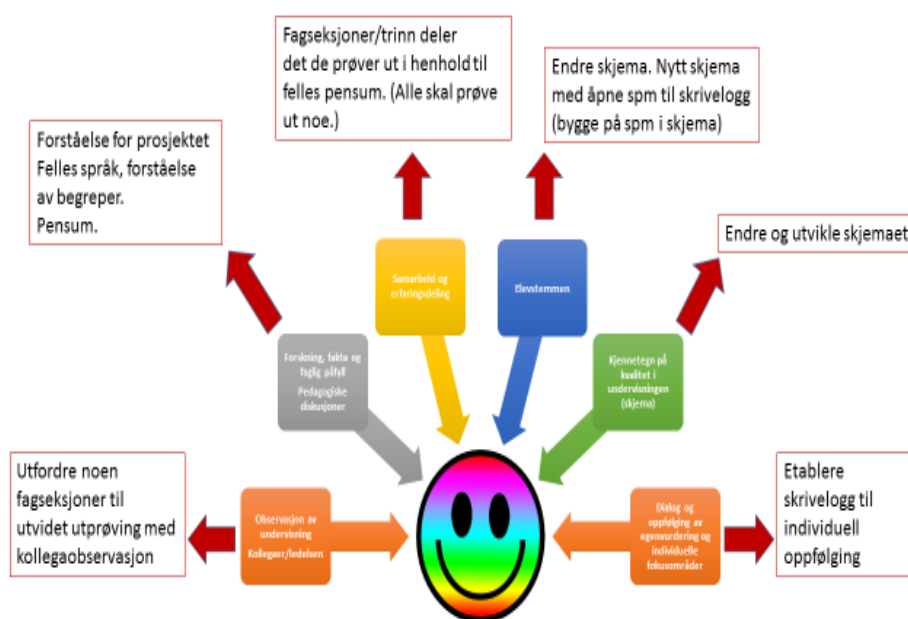 Fagseksjoner/trinn deler
det de prøver ut i henhold til
felles pensum. (Alle skal prøve
ut noe.)
Endre skjema. Nytt skjema
med åpne spm til skrivelogg
(bygge på spm i skjema)
Forståelse for prosjektet
Felles språk, forståelse
av begreper.
Pensum.
Endre og utvikle skjemaet
Samarbeid og
erfaringsdeling
Elevstemmen
Forskning, fakta og
faglig påfyll
Pedagogiske
diskusjoner
Kjennetegn på
kvalitet i
undervisningen
(skjema)
Utfordre noen
fagseksjoner til
utvidet utprøving med
kollegaobservasjon
Observasjon av
undervisning
Kollegaer/ledelsen
Dialog og
oppfølging av
egenvurdering og
individuelle
fokusområder
Etablere
skrivelogg til
individuell
oppfølging